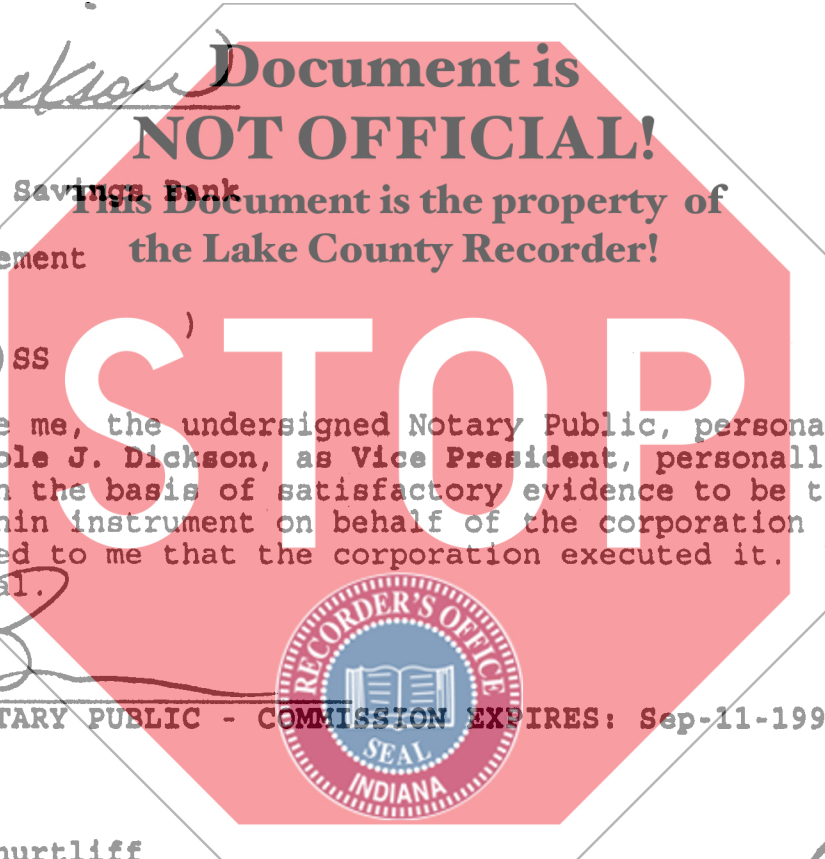 ckson
Document is
NOT OFFICIAL!
Savings Bank
This Document is the property of
ement
the Lake County Recorder!
)
) SS
STOP
e me, the undersigned Notary Public, persona
ole J. Dickson, as Vice President, personall
n the basis of satisfactory evidence to be t
hin instrument on behalf of the corporation
ed to me that the corporation executed it.
al.
RECORDER'S OFFICE
SEAL
INDIANA
TARY PUBLIC - COMMISSION EXPIRES: Sep-11-199
hurtliff